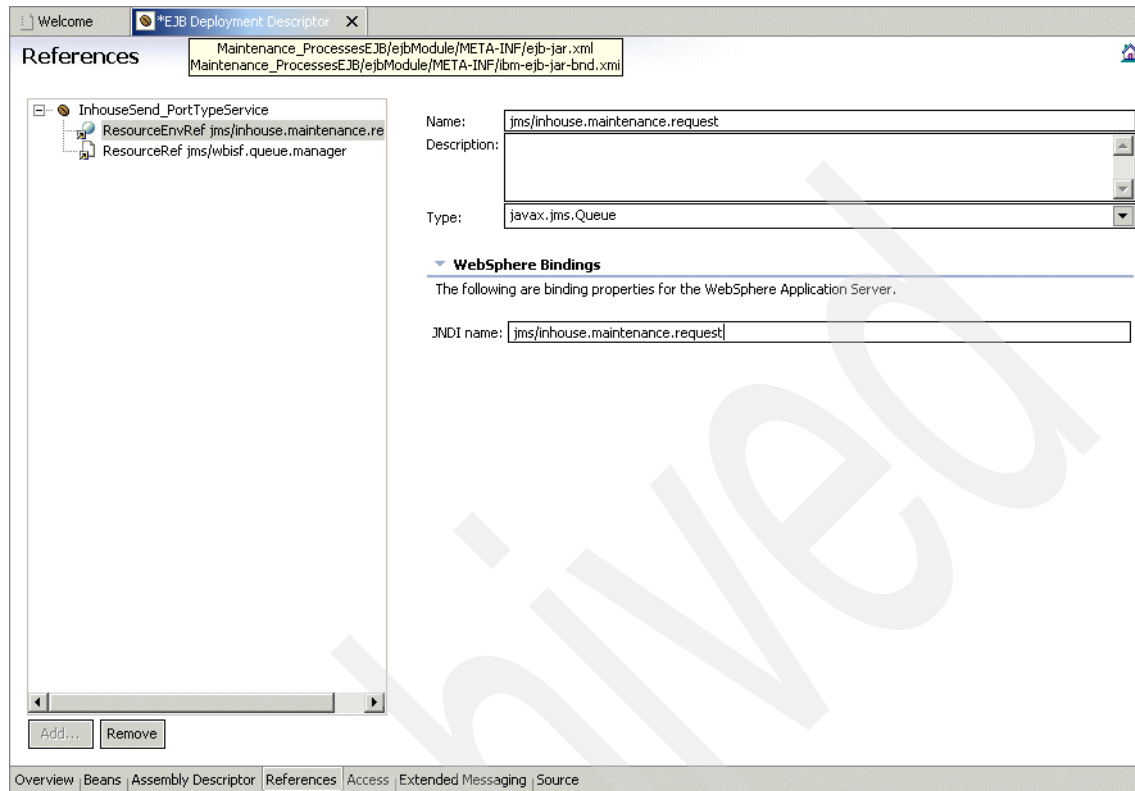 Welcome
*EJB Deployment Descriptor X
References
Maintenance_ProcessesEJB/ejbModule/META-INF/ejb-jar.xml
Maintenance_ProcessesEJB/ejbModule/META-INF/ibm-ejb-jar-bnd.xmi
InhouseSend_PortTypeService
ResourceEnvRef jms/inhouse.maintenance.re
ResourceRef jms/wbisf.queue.manager
Name: jms/inhouse.maintenance.request
Description:
Type: javax.jms.Queue
WebSphere Bindings
The following are binding properties for the WebSphere Application Server.
JNDI name: jms/inhouse.maintenance.request
Add... Remove
Overview Beans Assembly Descriptor References Access Extended Messaging Source
hived